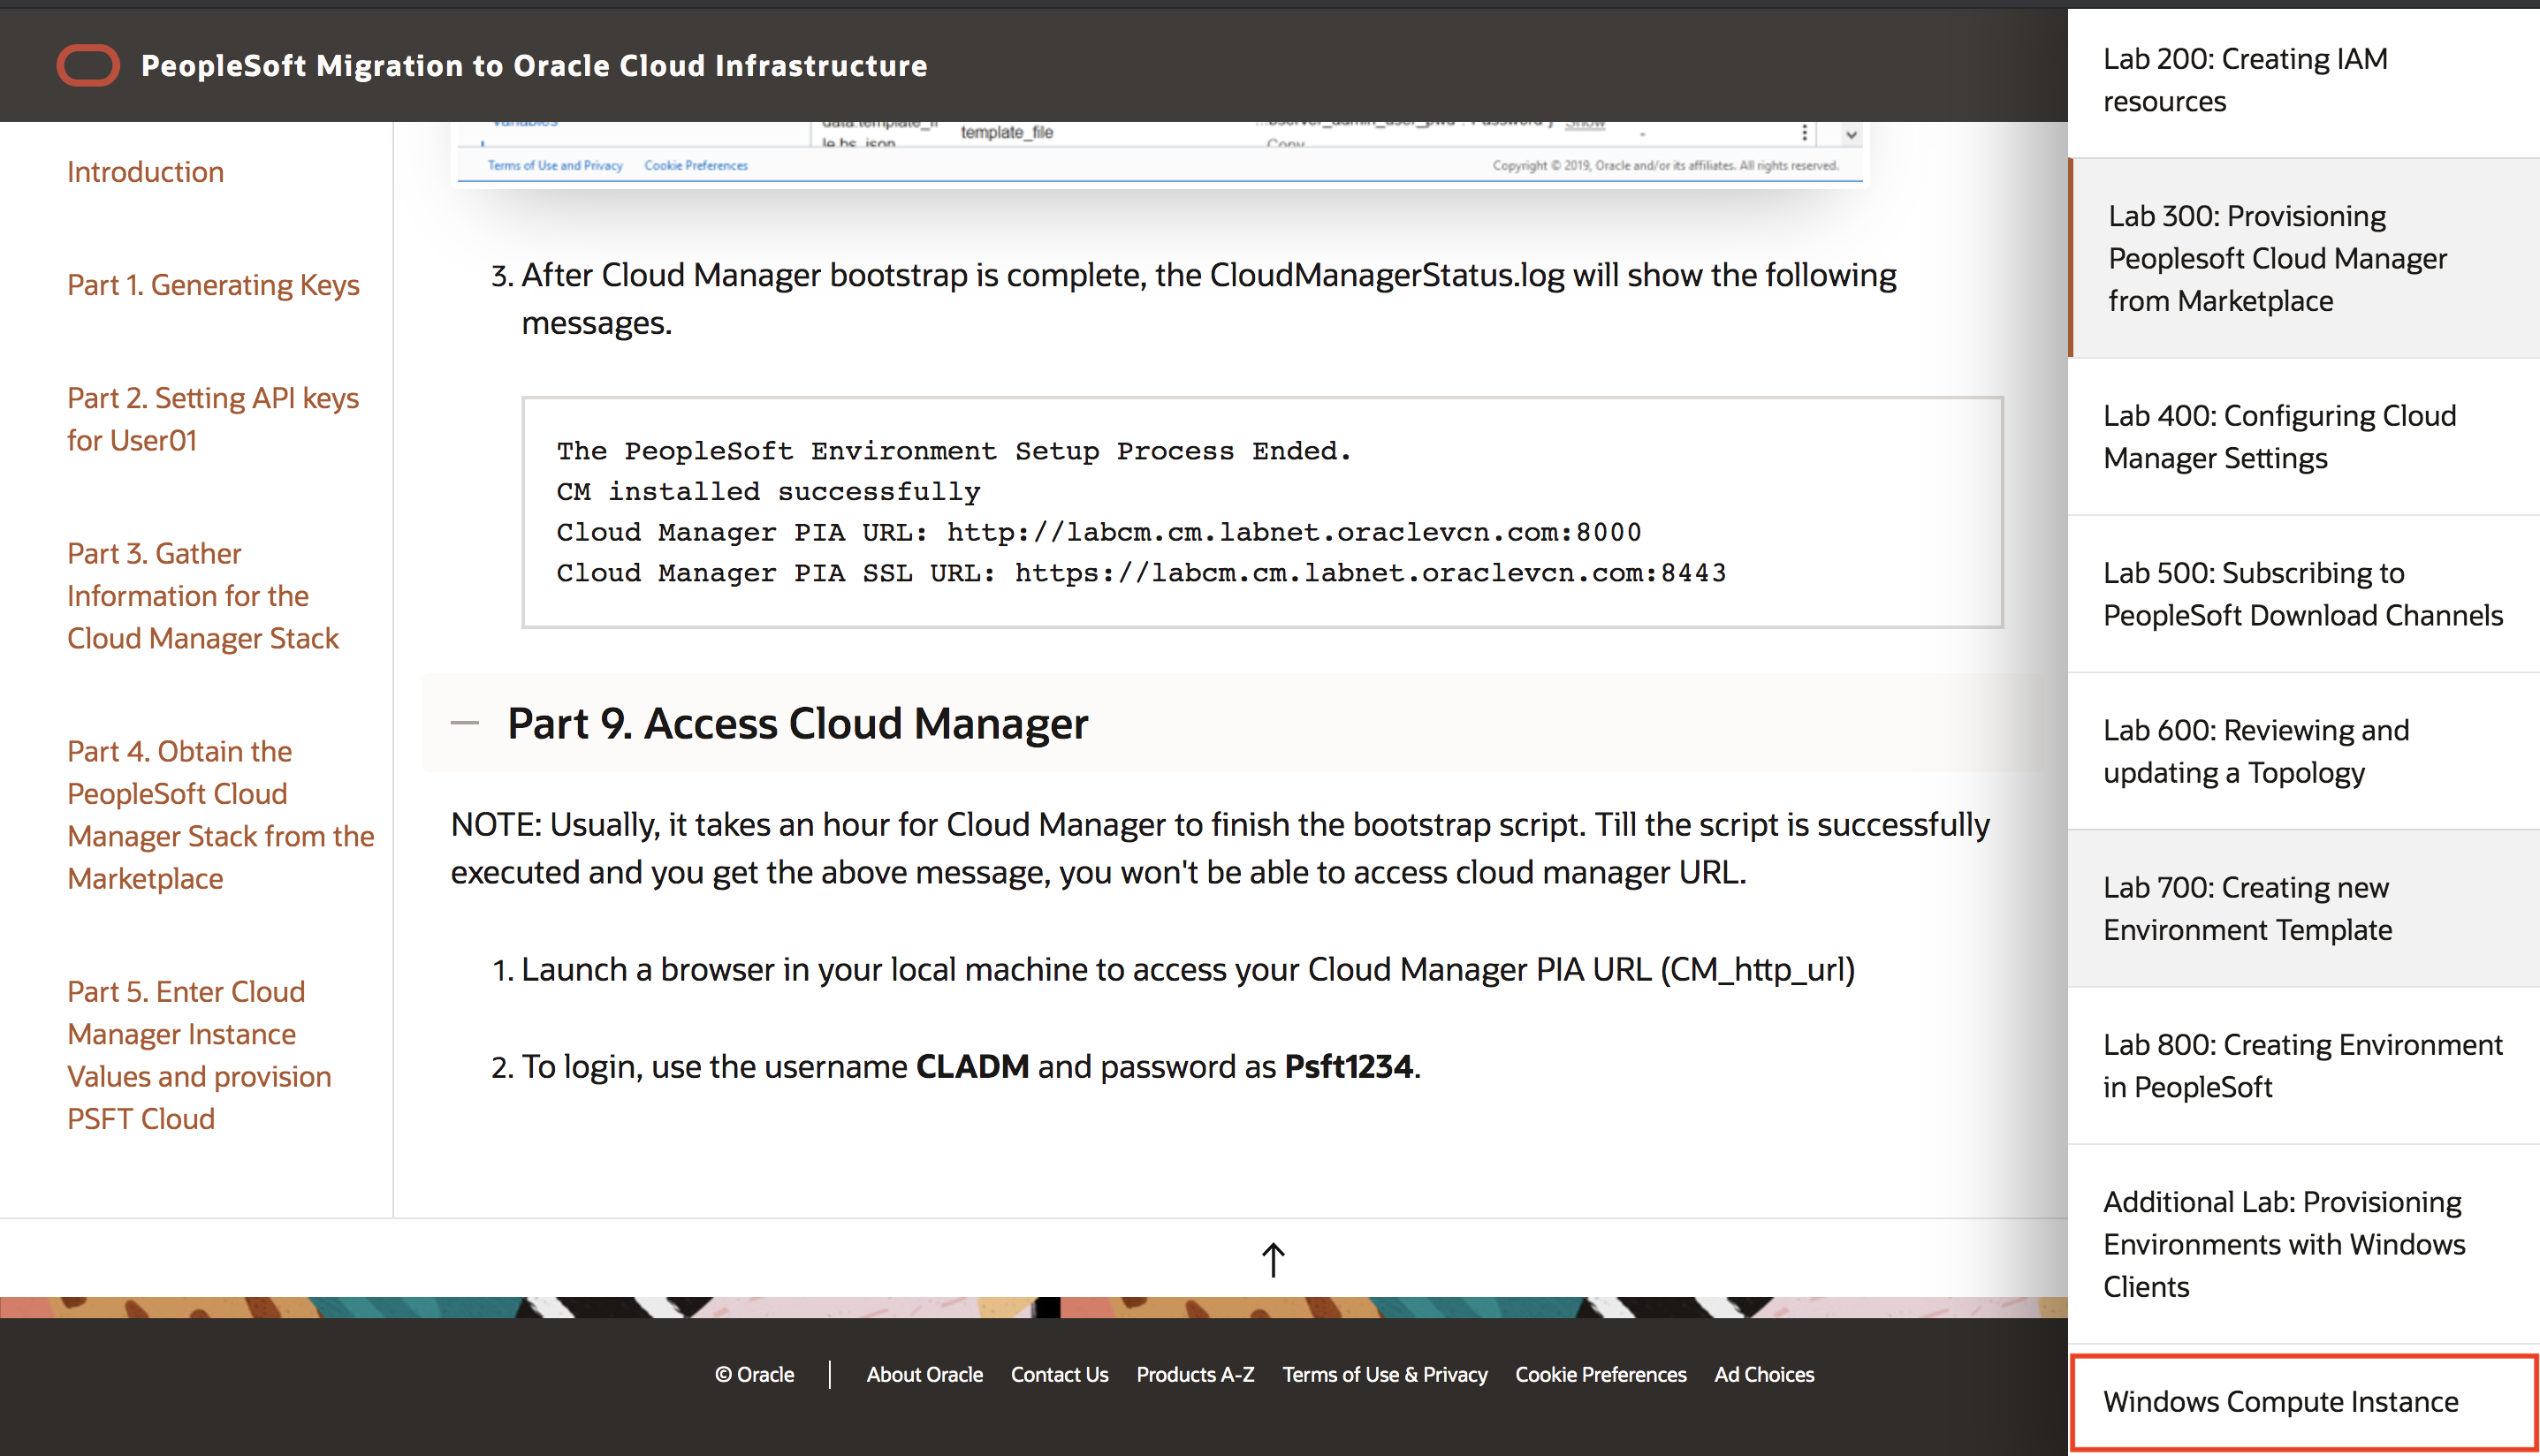 PeopleSoft Migration to Oracle Cloud Infrastructure
Introduction
Part 1. Generating Keys
Part 2. Setting API keys
for User01
Part 3. Gather
Information for the
Cloud Manager Stack
Part 4. Obtain the
PeopleSoft Cloud
Manager Stack from the
Marketplace
Part 5. Enter Cloud
Manager Instance
Values and provision
PSFT Cloud
template_file
Terms of Use and Privacy Cookie Preferences
Copyright © 2019, Oracle and/or its affiliates. All rights reserved.
3. After Cloud Manager bootstrap is complete, the CloudManagerStatus.log will show the following
messages.
The PeopleSoft Environment Setup Process Ended.
CM installed successfully
Cloud Manager PIA URL: http://labcm.cm.labnet.oraclevcn.com:8000
Cloud Manager PIA SSL URL: https://labcm.cm.labnet.oraclevcn.com:8443
Part 9. Access Cloud Manager
NOTE: Usually, it takes an hour for Cloud Manager to finish the bootstrap script. Till the script is successfully
executed and you get the above message, you won't be able to access cloud manager URL.
1. Launch a browser in your local machine to access your Cloud Manager PIA URL (CM_http_url)
2. To login, use the username CLADM and password as Psft1234.
© Oracle | About Oracle Contact Us Products A-Z Terms of Use & Privacy Cookie Preferences Ad Choices
Lab 200: Creating IAM
resources
Lab 300: Provisioning
Peoplesoft Cloud Manager
from Marketplace
Lab 400: Configuring Cloud
Manager Settings
Lab 500: Subscribing to
PeopleSoft Download Channels
Lab 600: Reviewing and
updating a Topology
Lab 700: Creating new
Environment Template
Lab 800: Creating Environment
in PeopleSoft
Additional Lab: Provisioning
Environments with Windows
Clients
Windows Compute Instance